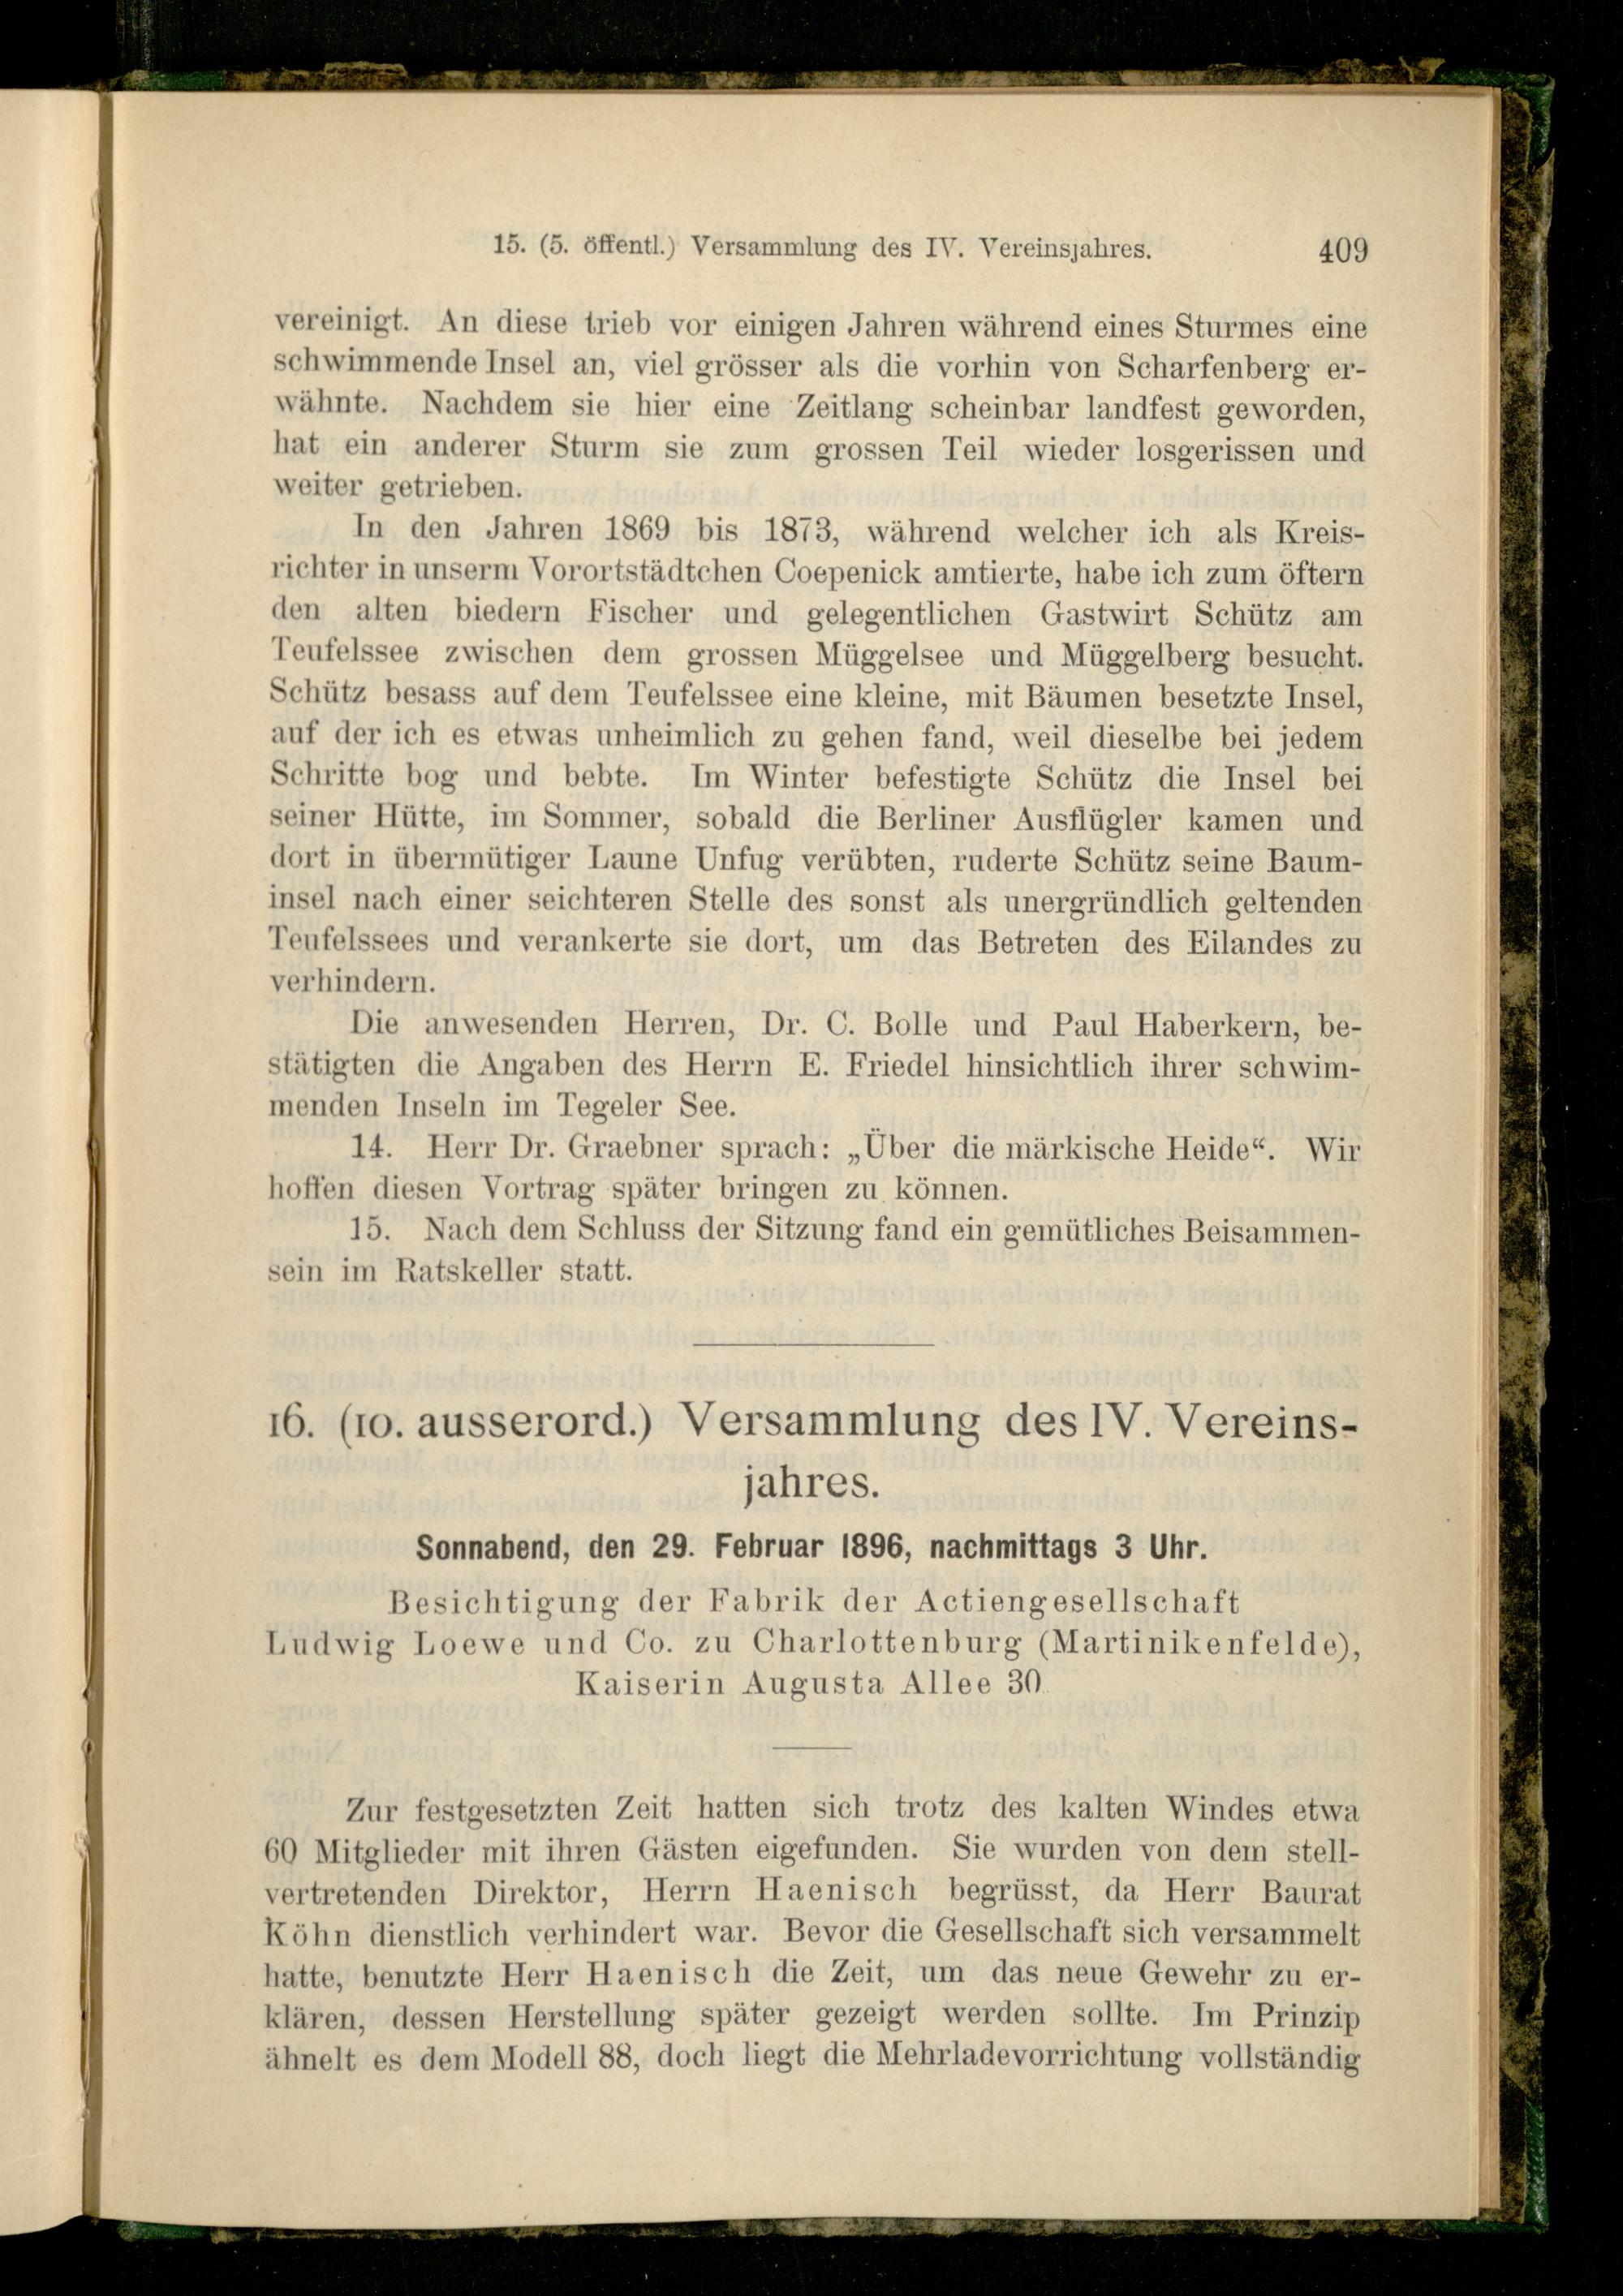 15. (5. öffentl.) Versammlung des IV. Vereinsjahres. 409
vereinigt. An diese trieb vor einigen Jahren während eines Sturmes eine
schwimmende Insel an, viel grösser als die vorhin von Scharfenberg er-
wähnte. Nachdem sie hier eine Zeitlang scheinbar landfest geworden,
hat ein anderer Sturm sie zum grossen Teil wieder losgerissen und
weiter getrieben.
In den Jahren 1869 bis 1873, während welcher ich als Kreis-
richter in unserm Vorortstädtchen Coepenick amtierte, habe ich zum öftern
den alten biedern Fischer und gelegentlichen Gastwirt Schütz am
Teufelssee zwischen dem grossen Müggelsee und Müggelberg besucht.
Schütz besass auf dem Teufelssee eine kleine, mit Bäumen besetzte Insel,
auf der ich es etwas unheimlich zu gehen fand, weil dieselbe bei jedem
Schritte bog und bebte. Im Winter befestigte Schütz die Insel bei
seiner Hütte, im Sommer, sobald die Berliner Ausflügler kamen und
dort in übermütiger Laune Unfug verübten, ruderte Schütz seine Baum-
insel nach einer seichteren Stelle des sonst als unergründlich geltenden
Teufelssees und verankerte sie dort, um das Betreten des Eilandes zu
verhindern.
Die anwesenden Herren, Dr. C. Bolle und Paul Haberkern, be-
stätigten die Angaben des Herrn E. Friedel hinsichtlich ihrer schwim-
menden Inseln im Tegeler See.
14. Herr Dr. Graebner sprach: „Über die märkische Heide“. Wir
hoffen diesen Vortrag später bringen zu können.
15. Nach dem Schluss der Sitzung fand ein gemütliches Beisammen-
sein im Ratskeller statt.
16. (10. ausserord.) Versammlung des IV. Vereins-
jahres.
Sonnabend, den 29. Februar 1896, nachmittags 3 Uhr.
Besichtigung der Fabrik der Actiengesellschaft
Ludwig Loewe und Co. zu Charlottenburg (Martinikenfelde),
Kaiserin Augusta Allee 30
Zur festgesetzten Zeit hatten sich trotz des kalten Windes etwa
60 Mitglieder mit ihren Gästen eigefunden. Sie wurden von dem stell-
vertretenden Direktor, Herrn Haenisch begrüsst, da Herr Baurat
Köhn dienstlich verhindert war. Bevor die Gesellschaft sich versammelt
hatte, benutzte Herr Haenisch die Zeit, um das neue Gewehr zu er-
klären, dessen Herstellung später gezeigt werden sollte. Im Prinzip
ähnelt es dem Modell 88, doch liegt die Mehrladevorrichtung vollständig